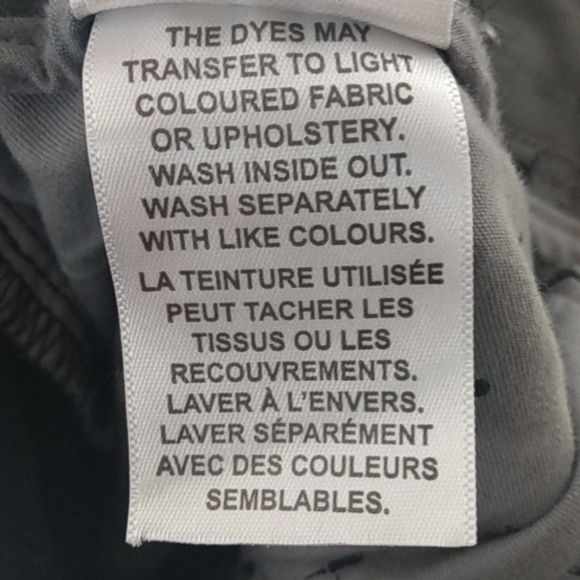 THE DYES MAY
TRANSFER TO LIGHT
COLOURED FABRIC
OR UPHOLSTERY.
WASH INSIDE OUT.
WASH SEPARATELY
WITH LIKE COLOURS.
LA TEINTURE UTILISÉE
PEUT TACHER LES
TISSUS OU LES
RECOUVREMENTS.
LAVER À L'ENVERS.
LAVER SÉPARÉMENT
AVEC DES COULEURS
SEMBLABLES.